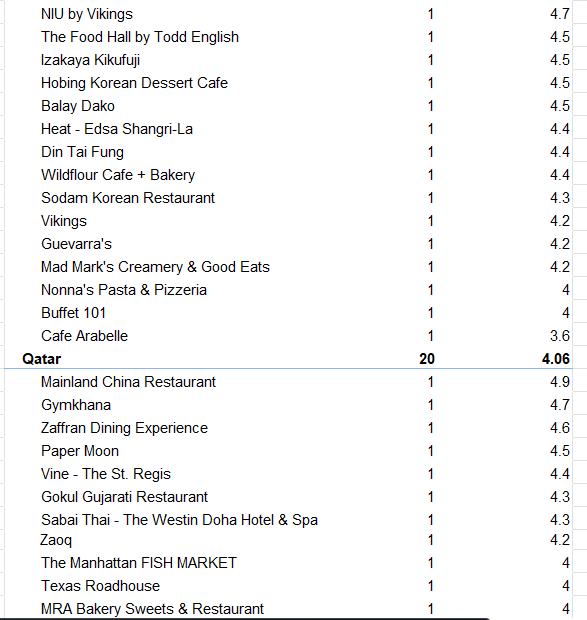 NIU by Vikings 1 4.7
The Food Hall by Todd English 1 4.5
Izakaya Kikufuji 1 4.5
Hobing Korean Dessert Cafe 1 4.5
Balay Dako 1 4.5
Heat - Edsa Shangri-La 1 4.4
Din Tai Fung 1 4.4
Wildflour Cafe + Bakery 1 4.4
Sodam Korean Restaurant 1 4.3
Vikings 1 4.2
Guevarra's 1 4.2
Mad Mark's Creamery & Good Eats 1 4.2
Nonna's Pasta & Pizzeria 1 4
Buffet 101 1 4
Cafe Arabelle 1 3.6
Qatar 20 4.06
Mainland China Restaurant 1 4.9
Gymkhana 1 4.7
Zaffran Dining Experience 1 4.6
Paper Moon 1 4.5
Vine - The St. Regis 1 4.4
Gokul Gujarati Restaurant 1 4.3
Sabai Thai - The Westin Doha Hotel & Spa 1 4.3
Zaoq 1 4.2
The Manhattan FISH MARKET 1 4
Texas Roadhouse 1 4
MRA Bakery Sweets & Restaurant 1 4